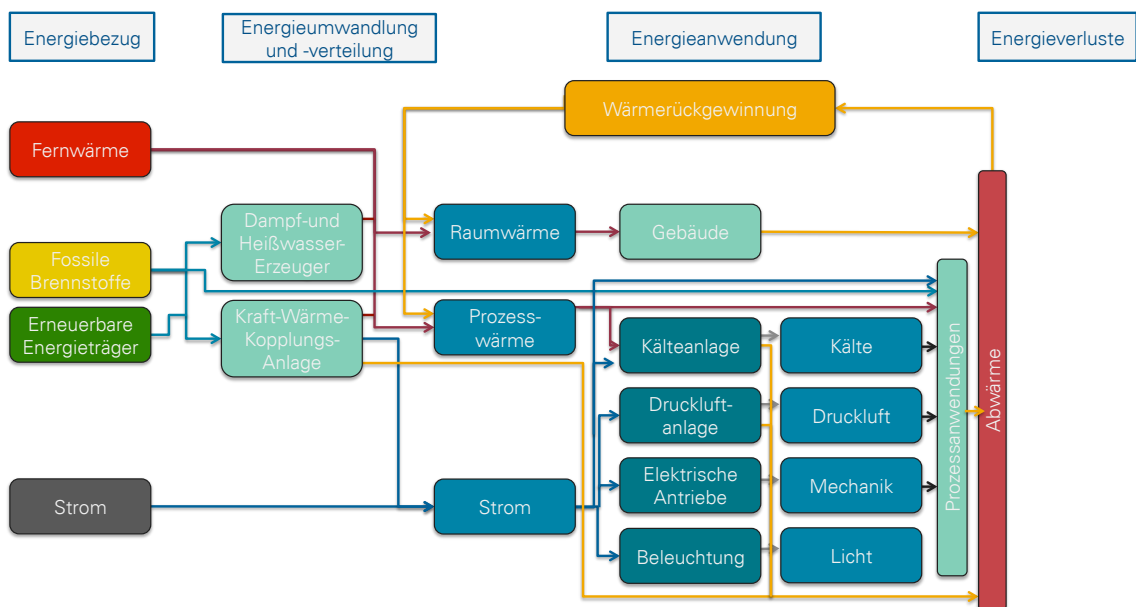 Energiebezug
Energieumwandlung
und -verteilung
Energieanwendung
Energieverluste
Wärmerückgewinnung
Fernwärme
Dampf-und
Heißwasser-
Erzeuger
Raumwärme
Gebäude
Fossile
Brennstoffe
Erneuerbare
Energieträger
Kraft-Wärme-
Kopplungs-
Anlage
Prozess-
wärme
Kälteanlage
Kälte
Druckluft-
anlage
Druckluft
Elektrische
Antriebe
Mechanik
Strom
Strom
Beleuchtung
Licht
Prozessanwendungen
Abwärme